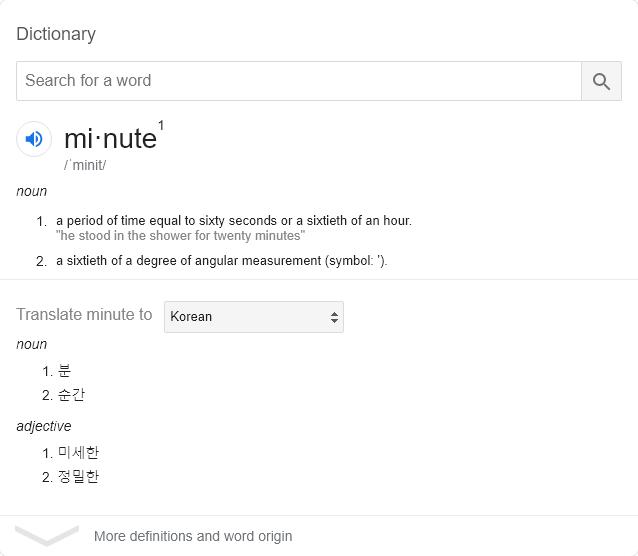 Dictionary
Search for a word
mi·nute1
/ˈminit/
noun
1. a period of time equal to sixty seconds or a sixtieth of an hour.
"he stood in the shower for twenty minutes"
2. a sixtieth of a degree of angular measurement (symbol: ′).
Translate minute to Korean
noun
1. 분
2. 순간
adjective
1. 미세한
2. 정밀한
More definitions and word origin